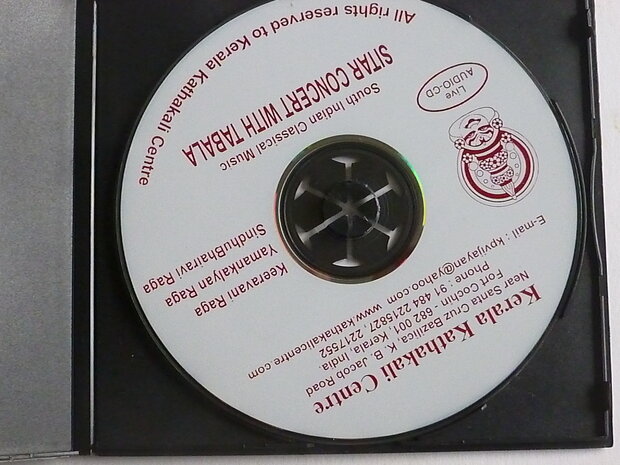 Kerala Kathakali Centre
Near Santa Cruz Bazilica, K. B. Jacob Road
Fort Cochin - 682 001, Kerala, India.
Phone : 91 484 2215827, 2217552
E-mail : kpvijayan@yahoo.com www.kathakalicentre.com
Keeravani Raga
Yamankalyan Raga
SindhuBhairavi Raga
Live
AUDIO-CD
South Indian Classical Music
SITAR CONCERT WITH TABALA
All rights reserved to Kerala Kathakali Centre